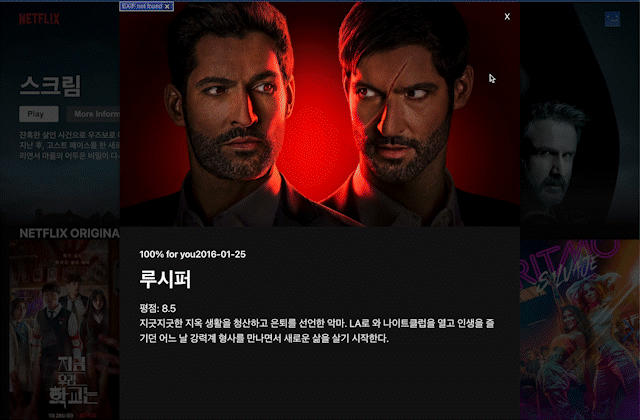 EXIF not found ✕
NETFLIX
X
스크림
Play
More Inform
잔혹한 살인 사건으로 우즈보로
지난 후, 고스트 페이스를 한 새로
리면서 마을의 어두운 비밀이 다
NETFLIX ORIGINA
100% for you2016-01-25
루시퍼
평점: 8.5
지긋지긋한 지옥 생활을 청산하고 은퇴를 선언한 악마. LA로 와 나이트클럽을 열고 인생을 즐
기던 어느 날 강력계 형사를 만나면서 새로운 삶을 살기 시작한다.
지금
우리
학교는
RITMO
SALVAJE